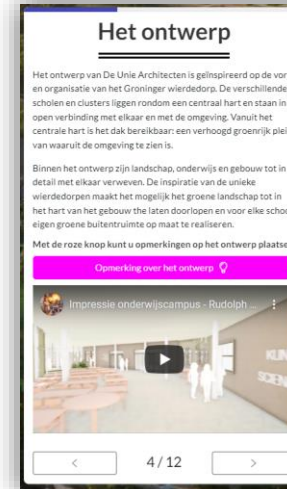 Het ontwerp
Het ontwerp van De Unie Architecten is geïnspireerd op de vor
en organisatie van het Groninger wierdedorp. De verschillende
scholen en clusters liggen rondom een centraal hart en staan in
open verbinding met elkaar en met de omgeving. Vanuit het
centrale hart is het dak bereikbaar: een verhoogd groenrijk plei
van waaruit de omgeving te zien is.
Binnen het ontwerp zijn landschap, onderwijs en gebouw tot in
detail met elkaar verweven. De inspiratie van de unieke
wierdedorpen maakt het mogelijk het groene landschap tot in
het hart van het gebouw the laten doorlopen en voor elke schoo
eigen groene buitenruimte op maat te realiseren.
Met de roze knop kunt u opmerkingen op het ontwerp plaatse
Opmerking over het ontwerp
Impressie onderwijscampus - Rudolph ...
KLIN
SCIEN
< 4 / 12 >